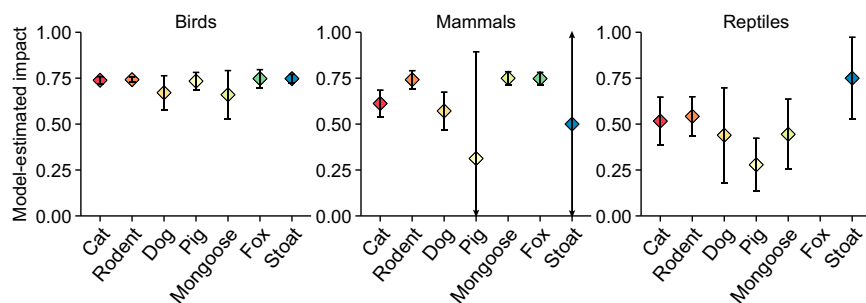 Birds
Mammals
Reptiles
Model-estimated impact
1.00
0.75
0.50
0.25
0.00
Cat
Rodent
Dog
Pig
Mongoose
Fox
Stoat
1.00
0.75
0.50
0.25
0.00
Cat
Rodent
Dog
Pig
Mongoose
Fox
Stoat
1.00
0.75
0.50
0.25
0.00
Cat
Rodent
Dog
Pig
Mongoose
Fox
Stoat